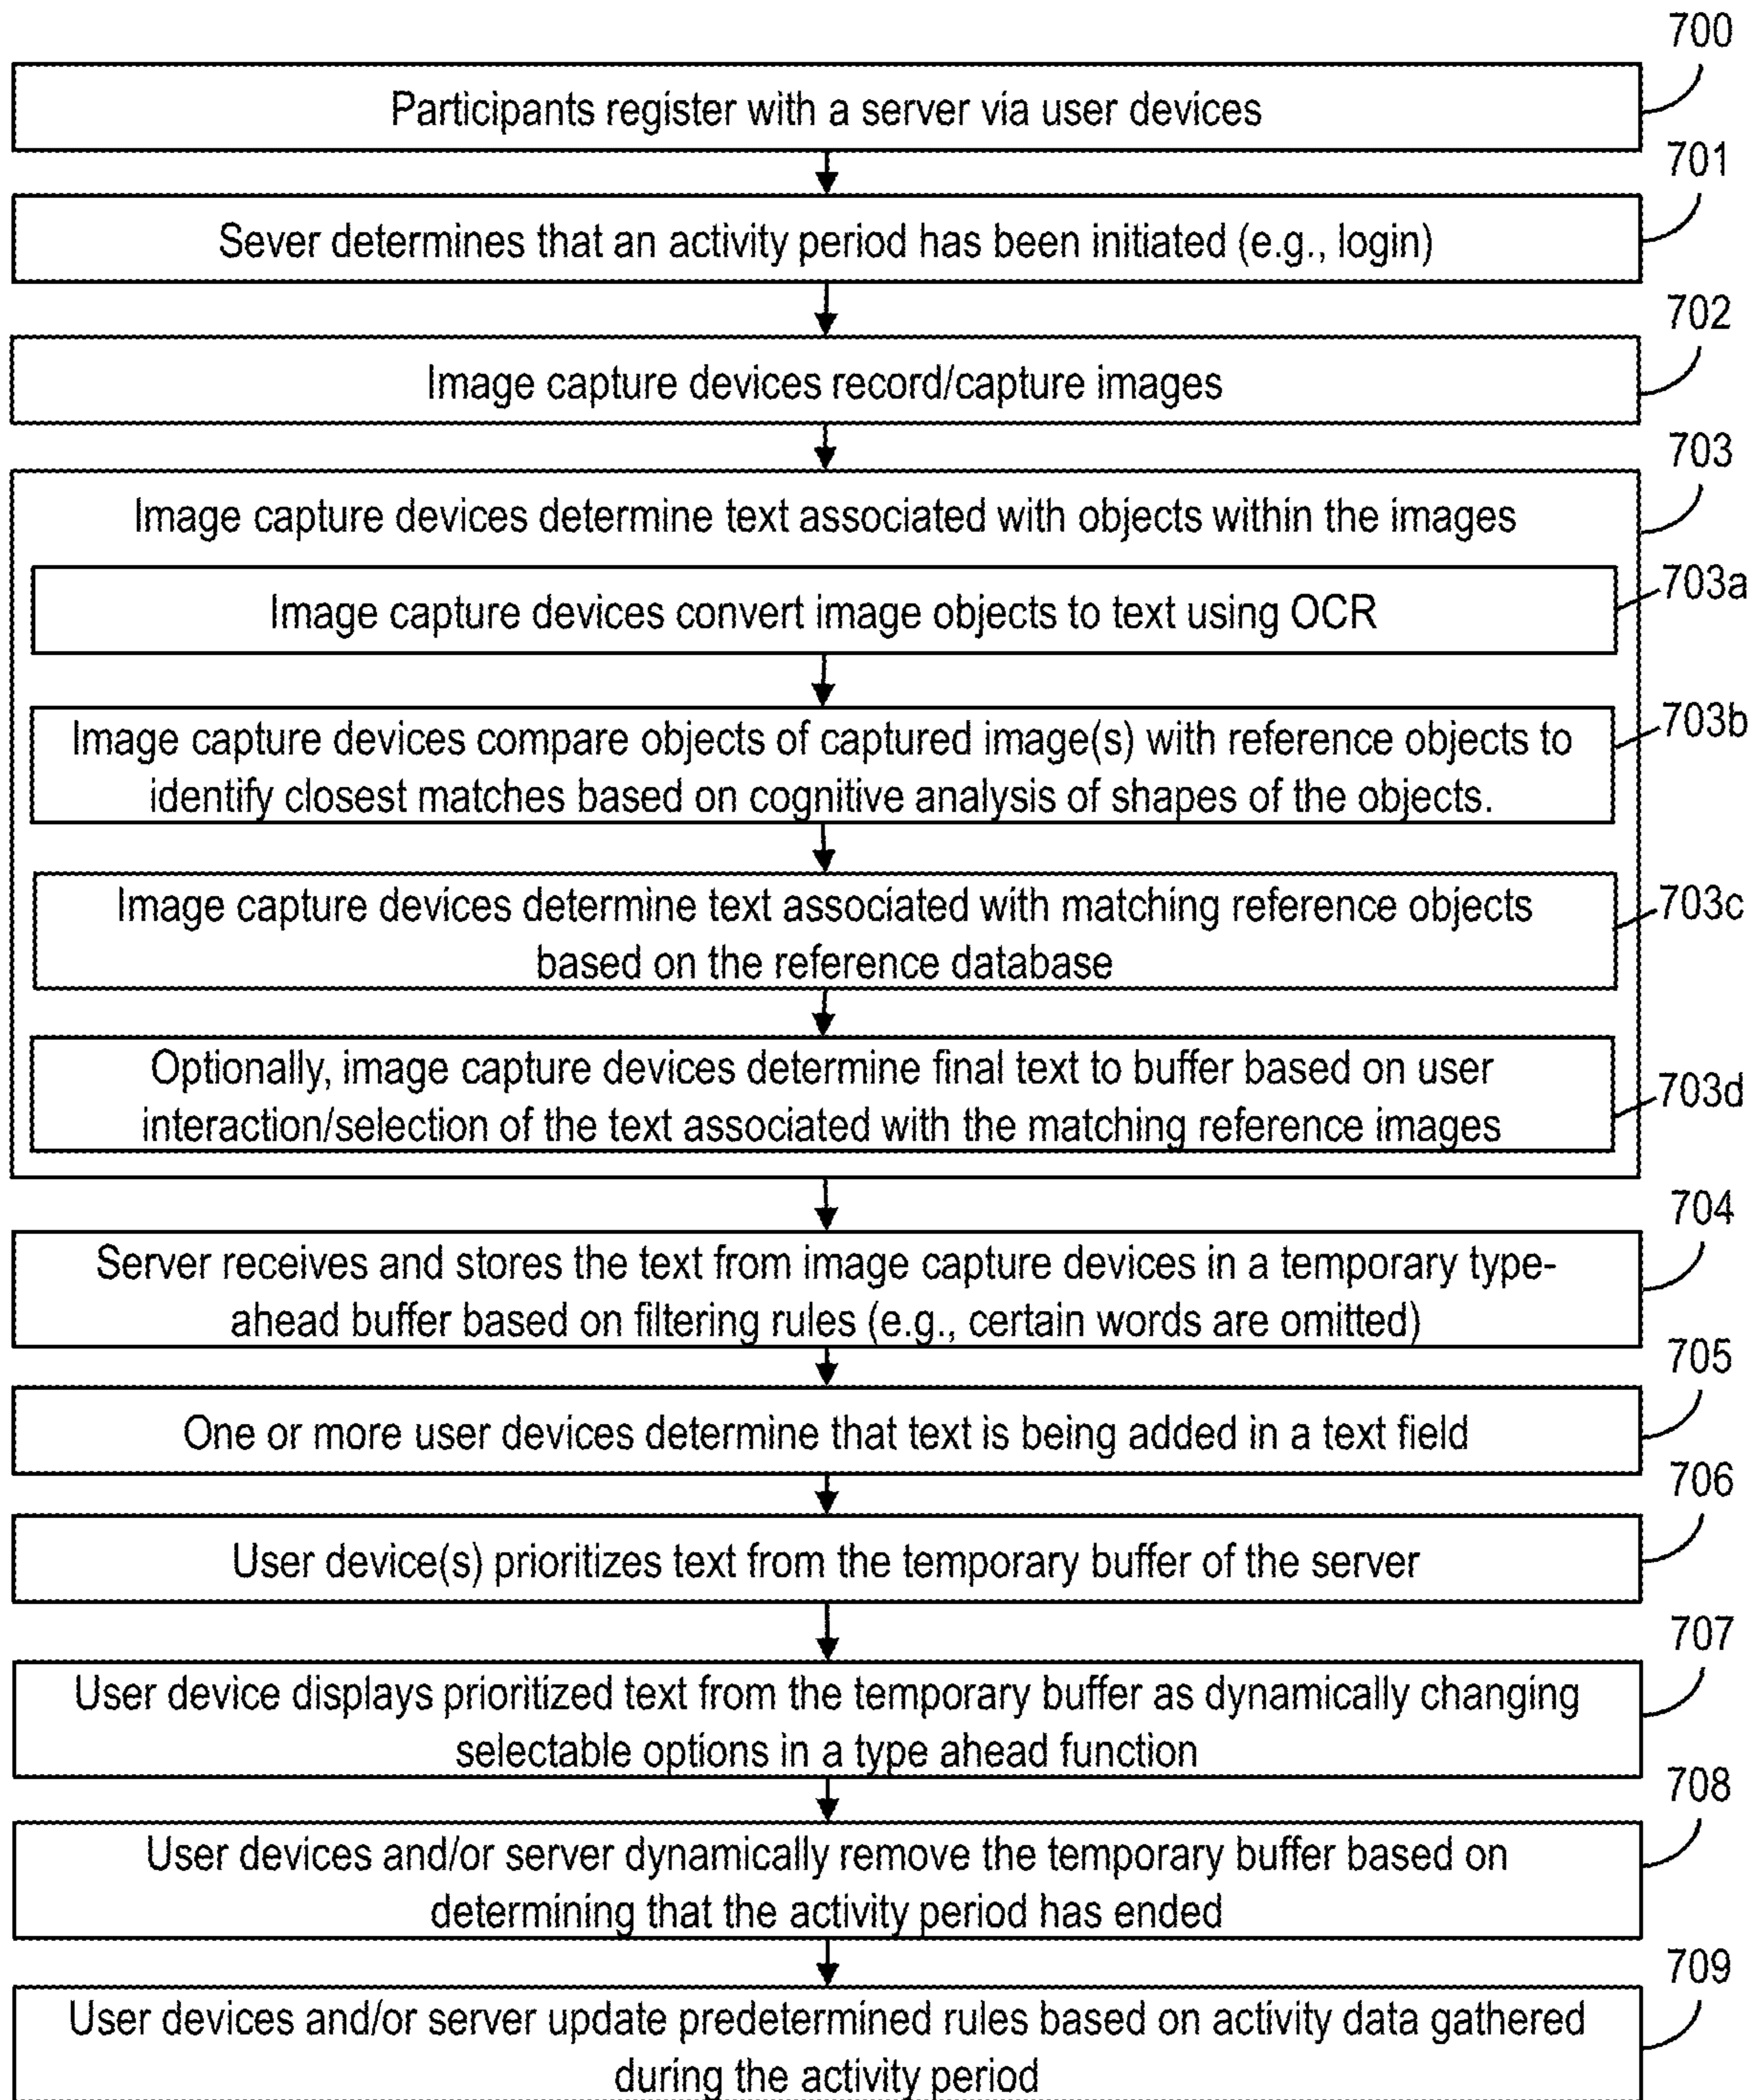 700
Participants register with a server via user devices
701
Sever determines that an activity period has been initiated (e.g., login)
702
Image capture devices record/capture images
703
Image capture devices determine text associated with objects within the images
703a
Image capture devices convert image objects to text using OCR
703b
Image capture devices compare objects of captured image(s) with reference objects to
identify closest matches based on cognitive analysis of shapes of the objects.
703c
Image capture devices determine text associated with matching reference objects
based on the reference database
703d
Optionally, image capture devices determine final text to buffer based on user
interaction/selection of the text associated with the matching reference images
704
Server receives and stores the text from image capture devices in a temporary type-
ahead buffer based on filtering rules (e.g., certain words are omitted)
705
One or more user devices determine that text is being added in a text field
706
User device(s) prioritizes text from the temporary buffer of the server
707
User device displays prioritized text from the temporary buffer as dynamically changing
selectable options in a type ahead function
708
User devices and/or server dynamically remove the temporary buffer based on
determining that the activity period has ended
709
User devices and/or server update predetermined rules based on activity data gathered
during the activity period